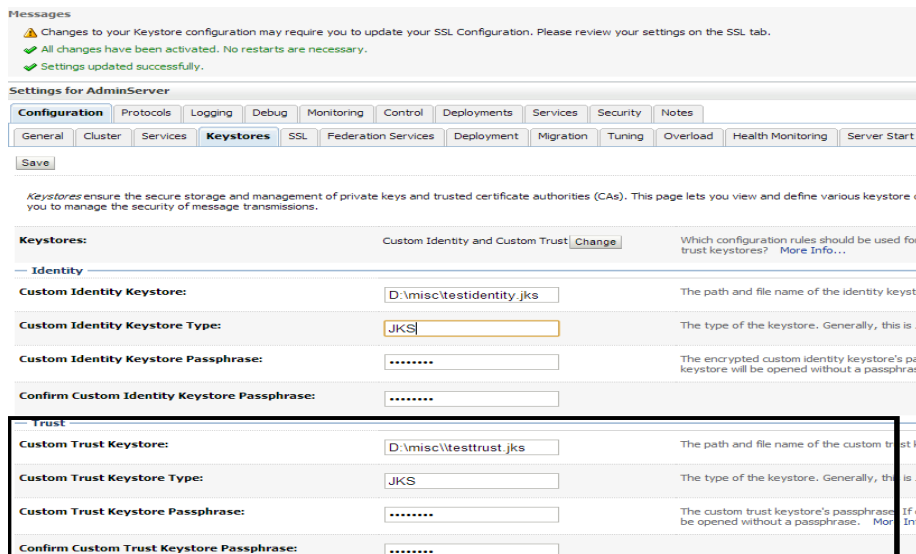 Messages
Changes to your Keystore configuration may require you to update your SSL Configuration. Please review your settings on the SSL tab.
All changes have been activated. No restarts are necessary.
Settings updated successfully.
Settings for AdminServer
Configuration Protocols Logging Debug Monitoring Control Deployments Services Security Notes
General Cluster Services Keystores SSL Federation Services Deployment Migration Tuning Overload Health Monitoring Server Start
Save
Keystores ensure the secure storage and management of private keys and trusted certificate authorities (CAs). This page lets you view and define various keystore
you to manage the security of message transmissions.
Keystores: Custom Identity and Custom Trust Change Which configuration rules should be used for
trust keystores? More Info...
Identity
Custom Identity Keystore: D:\misc\testidentity.jks The path and file name of the identity keyst
Custom Identity Keystore Type: JKS The type of the keystore. Generally, this is
Custom Identity Keystore Passphrase: •••••••• The encrypted custom identity keystore's pa
keystore will be opened without a passphras
Confirm Custom Identity Keystore Passphrase: ••••••••
Trust
Custom Trust Keystore: D:\misc\\testtrust.jks The path and file name of the custom trust k
Custom Trust Keystore Type: JKS The type of the keystore. Generally, this is
Custom Trust Keystore Passphrase: •••••••• The custom trust keystore's passphrase. If
be opened without a passphrase. More In
Confirm Custom Trust Keystore Passphrase: ••••••••